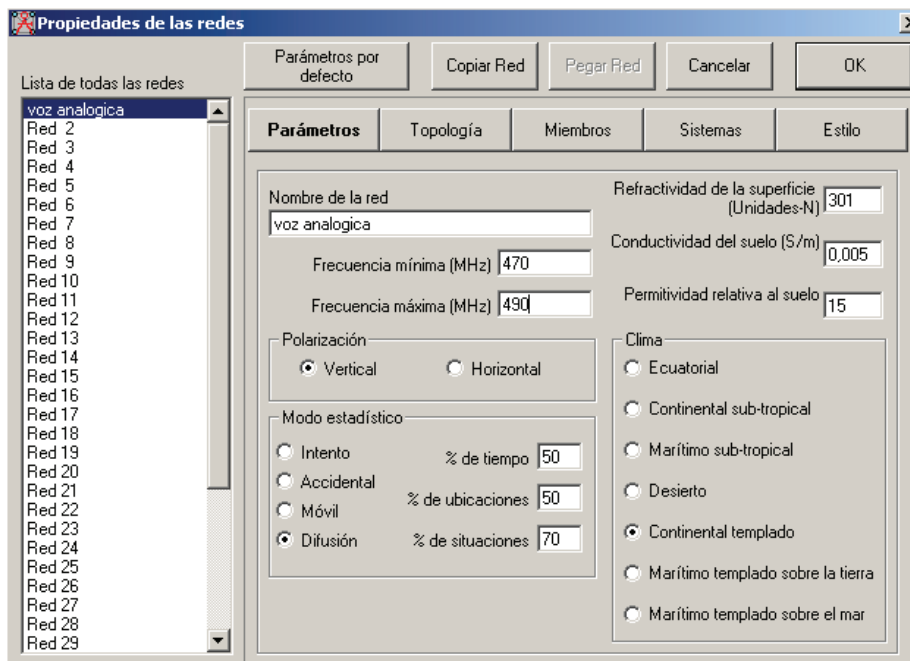 Propiedades de las redes
Parámetros por
defecto
Copiar Red
Pegar Red
Cancelar
OK
Lista de todas las redes
voz analogica
Red 2
Red 3
Red 4
Red 5
Red 6
Red 7
Red 8
Red 9
Red 10
Red 11
Red 12
Red 13
Red 14
Red 15
Red 16
Red 17
Red 18
Red 19
Red 20
Red 21
Red 22
Red 23
Red 24
Red 25
Red 26
Red 27
Red 28
Red 29
Parámetros
Topología
Miembros
Sistemas
Estilo
Nombre de la red
voz analogica
Frecuencia mínima (MHz) 470
Frecuencia máxima (MHz) 490
Refractividad de la superficie
(Unidades-N) 301
Conductividad del suelo (S/m) 0,005
Permitividad relativa al suelo 15
Polarización
Vertical
Horizontal
Modo estadístico
Intento
Accidental
Móvil
Difusión
% de tiempo 50
% de ubicaciones 50
% de situaciones 70
Clima
Ecuatorial
Continental sub-tropical
Marítimo sub-tropical
Desierto
Continental templado
Marítimo templado sobre la tierra
Marítimo templado sobre el mar